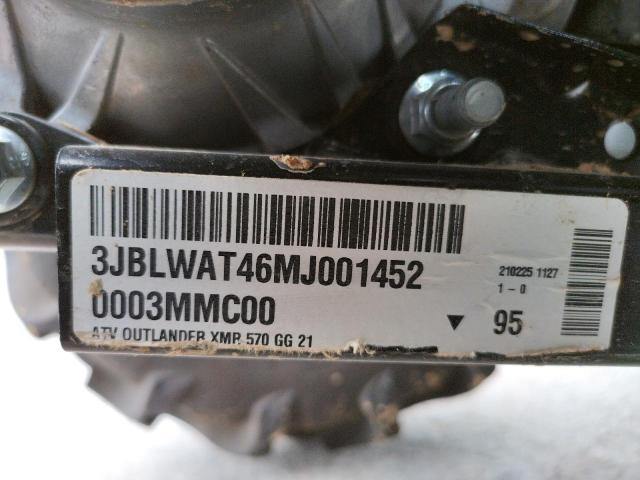 3JBLWAT46MJ001452
210225 1127
1-0
0003MMC00
95
ATV OUTLANDER XMR 570 GG 21